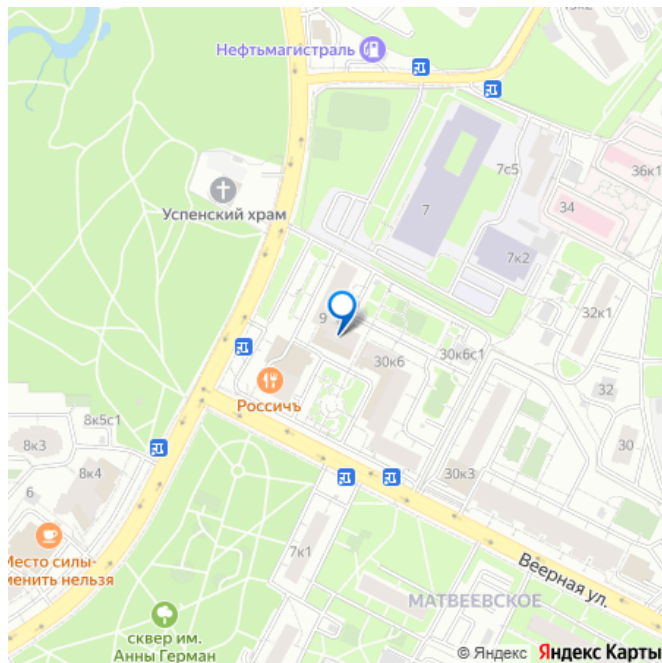 Нефтьмагистраль
36к1
7с5
34
7
Успенский храм
7к2
32к1
9
30к6
30к6с1
32
Россичъ
8к5с1
30
8к3
8к4
30к3
6
7к1
Место силы-
менить нельзя
Веерная ул.
МАТВЕЕВСКОЕ
сквер им.
Анны Герман
© Яндекс Яндекс Карты